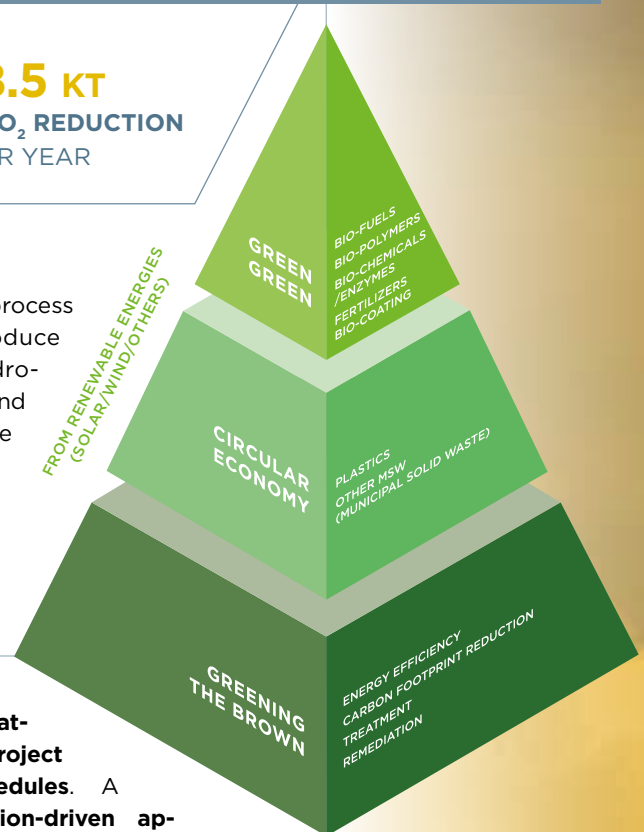 .5 KT
O₂ REDUCTION
R YEAR
GREEN
GREEN
BIO-FUELS
BIO-POLYMERS
BIO-CHEMICALS
/ENZYMES
FERTILIZERS
BIO-COATING
FROM RENEWABLE ENERGIES
(SOLAR/WIND/OTHERS)
process
oduce
dro-
nd
e
CIRCULAR
ECONOMY
PLASTICS
OTHER MSW
(MUNICIPAL SOLID WASTE)
GREENING
THE BROWN
ENERGY EFFICIENCY
CARBON FOOTPRINT REDUCTION
TREATMENT
REMEDIATION
at-
roject
edules. A
ion-driven ap-